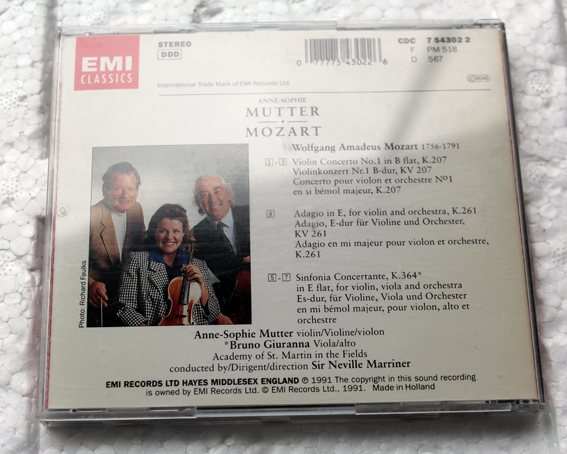 EMI
CLASSICS
STEREO
DDD
International Trade Mark of EMI Records Ltd
0 77775 43022 6
CDC 7 54302 2
F PM 518
D 567
ANNE-SOPHIE
MUTTER
MOZART
Wolfgang Amadeus Mozart 1756-1791
1 - 3 Violin Concerto No.1 in B flat, K.207
Violinkonzert Nr.1 B-dur, KV 207
Concerto pour violon et orchestre Nº1
en si bémol majeur, K.207
4 Adagio in E, for violin and orchestra, K.261
Adagio, E-dur für Violine und Orchester,
KV 261
Adagio en mi majeur pour violon et orchestre,
K.261
5 - 7 Sinfonia Concertante, K.364*
in E flat, for violin, viola and orchestra
Es-dur, für Violine, Viola und Orchester
en mi bémol majeur, pour violon, alto et
orchestre
Photo: Richard Faulks
Anne-Sophie Mutter violin/Violine/violon
*Bruno Giuranna Viola/alto
Academy of St. Martin in the Fields
conducted by/Dirigent/direction Sir Neville Marriner
EMI RECORDS LTD HAYES MIDDLESEX ENGLAND ℗ 1991 The copyright in this sound recording
is owned by EMI Records Ltd. © EMI Records Ltd., 1991. Made in Holland